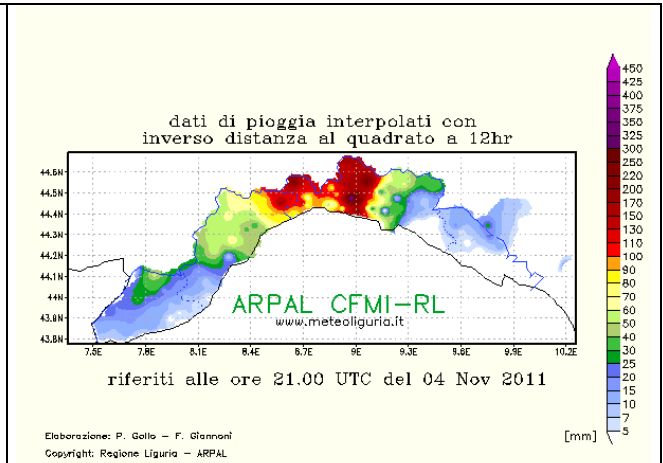 dati di pioggia interpolati con
inverso distanza al quadrato a 12hr
44.6N
44.5N
44.4N
44.3N
44.2N
44.1N
44N
43.9N
43.8N
7.5E 7.8E 8.1E 8.4E 8.7E 9E 9.3E 9.6E 9.9E 10.2E
ARPAL CFMI-RL
www.meteoliguria.it
riferiti alle ore 21.00 UTC del 04 Nov 2011
450
425
400
375
350
325
300
250
220
200
170
150
130
110
100
90
80
70
60
50
40
30
25
20
15
10
7
5
[mm]
Elaborazione: P. Gollo – F. Giannoni
Copyright: Regione Liguria – ARPAL